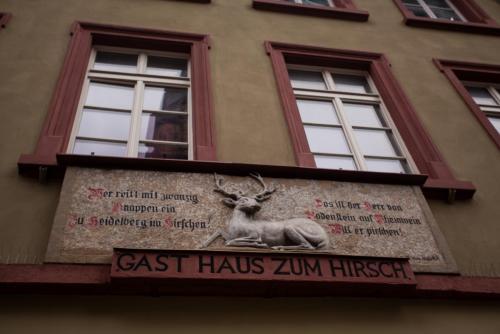 Wer reitt mit zwanzig
Knappen ein
zu Heidelberg im Hirschen?
Das ist der Herr von
Rodenstein auf Rheinwein
Will er pirschen!
GAST HAUS ZUM HIRSCH.